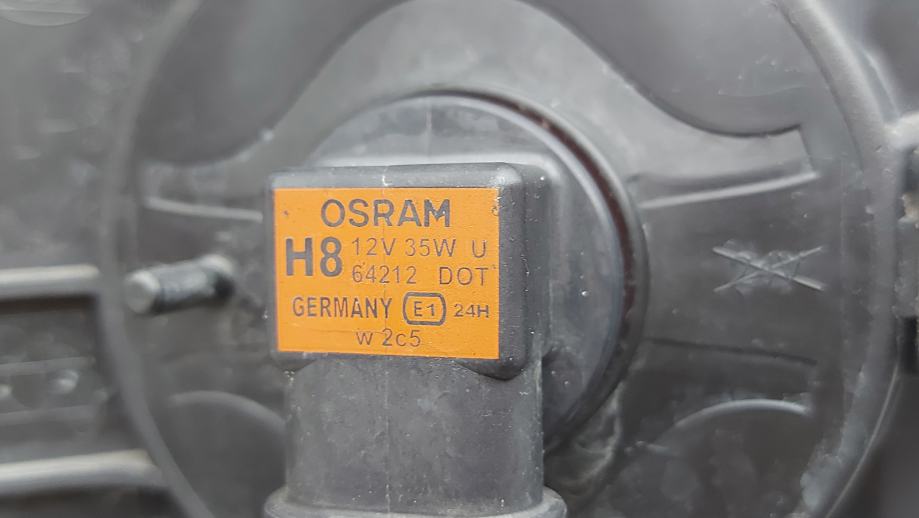 OSRAM
H8 12V 35W U
64212 DOT
GERMANY E1 24H
w 2c5